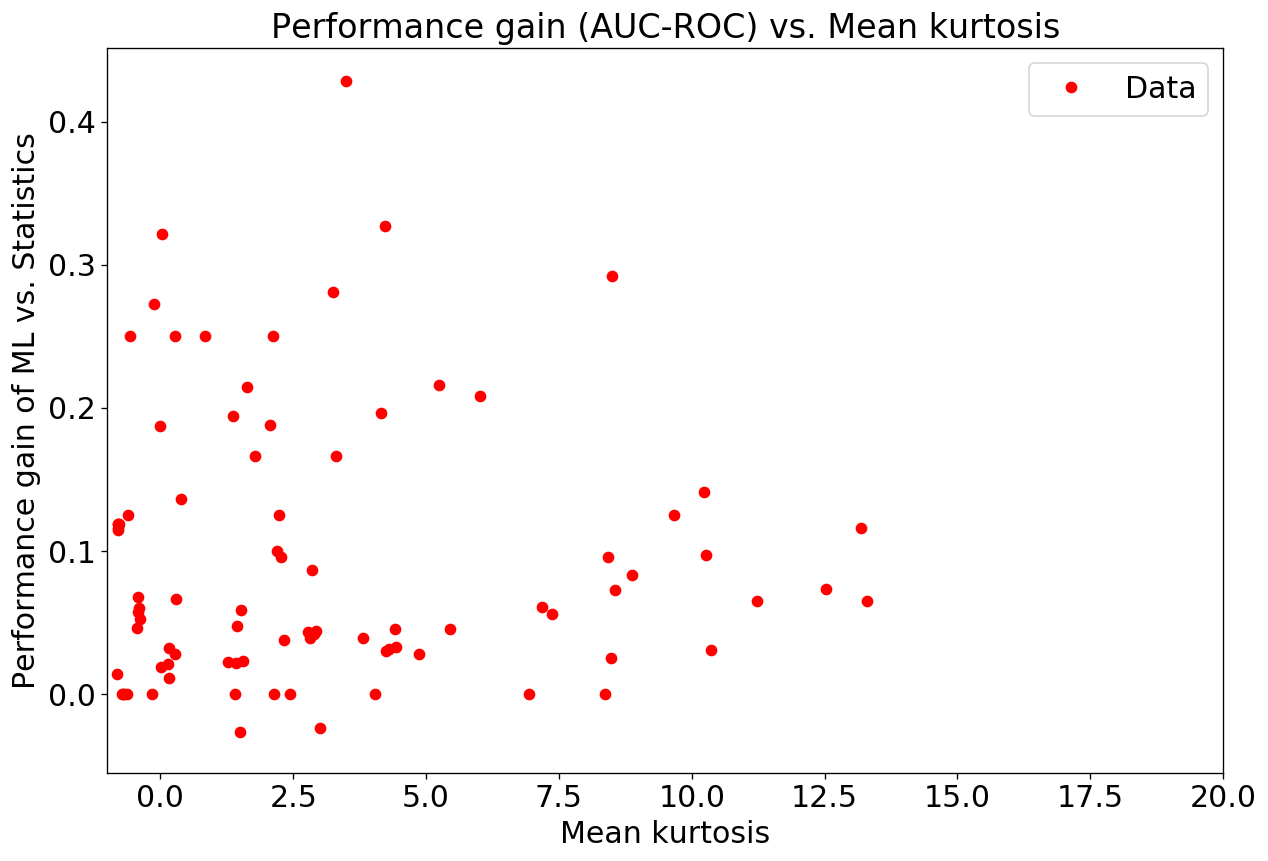 Performance gain (AUC-ROC) vs. Mean kurtosis
Data
Performance gain of ML vs. Statistics
0.4
0.3
0.2
0.1
0.0
0.0 2.5 5.0 7.5 10.0 12.5 15.0 17.5 20.0
Mean kurtosis